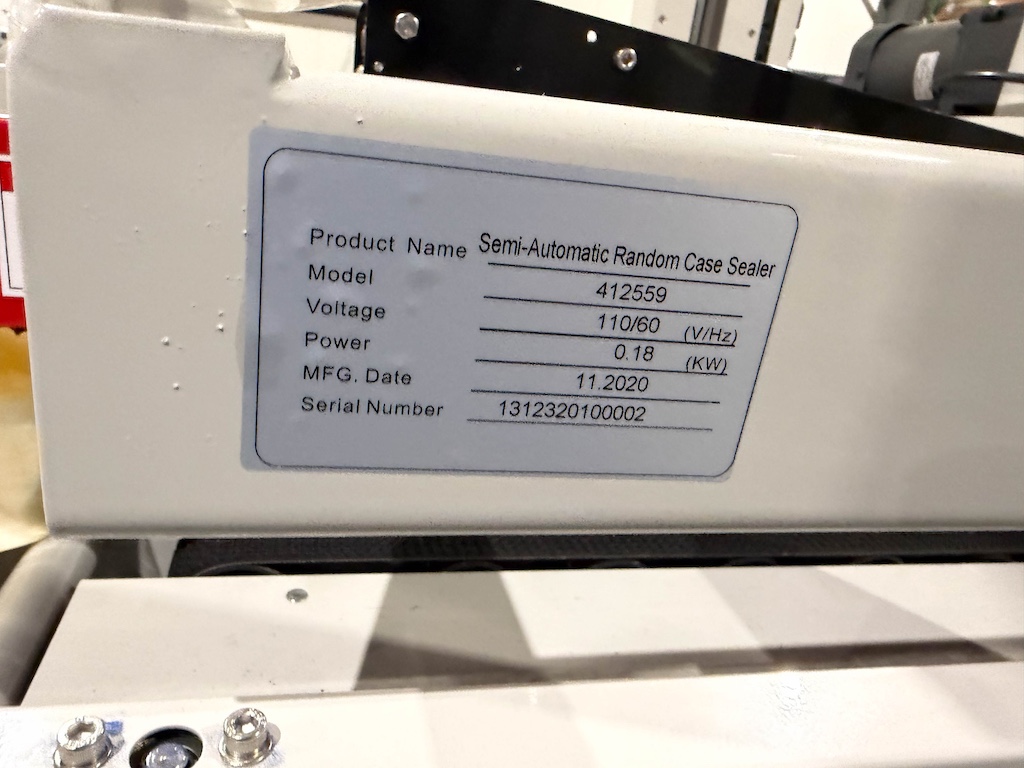 Product Name Semi-Automatic Random Case Sealer
Model 412559
Voltage 110/60 (V/Hz)
Power 0.18 (KW)
MFG. Date 11.2020
Serial Number 1312320100002